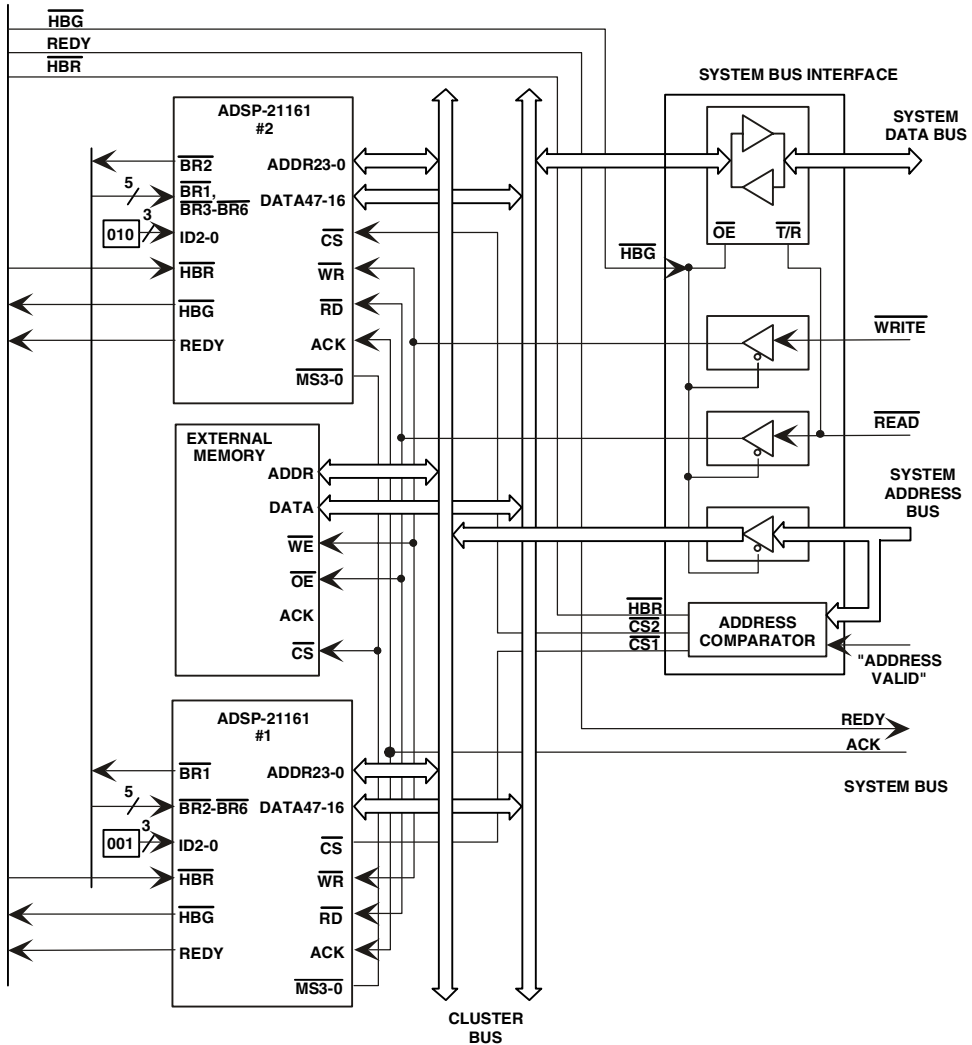 HBG
REDY
HBR
SYSTEM BUS INTERFACE
ADSP-21161
#2
BR2
5
BR1,
BR3-BR6
010
3
ID2-0
HBR
HBG
REDY
ADDR23-0
DATA47-16
CS
WR
RD
ACK
MS3-0
SYSTEM
DATA BUS
OE
T/R
HBG
WRITE
READ
SYSTEM
ADDRESS
BUS
EXTERNAL
MEMORY
ADDR
DATA
WE
OE
ACK
CS
HBR
CS2
CS1
ADDRESS
COMPARATOR
"ADDRESS
VALID"
REDY
ACK
SYSTEM BUS
ADSP-21161
#1
BR1
5
BR2-BR6
001
3
ID2-0
HBR
HBG
REDY
ADDR23-0
DATA47-16
CS
WR
RD
ACK
MS3-0
CLUSTER
BUS